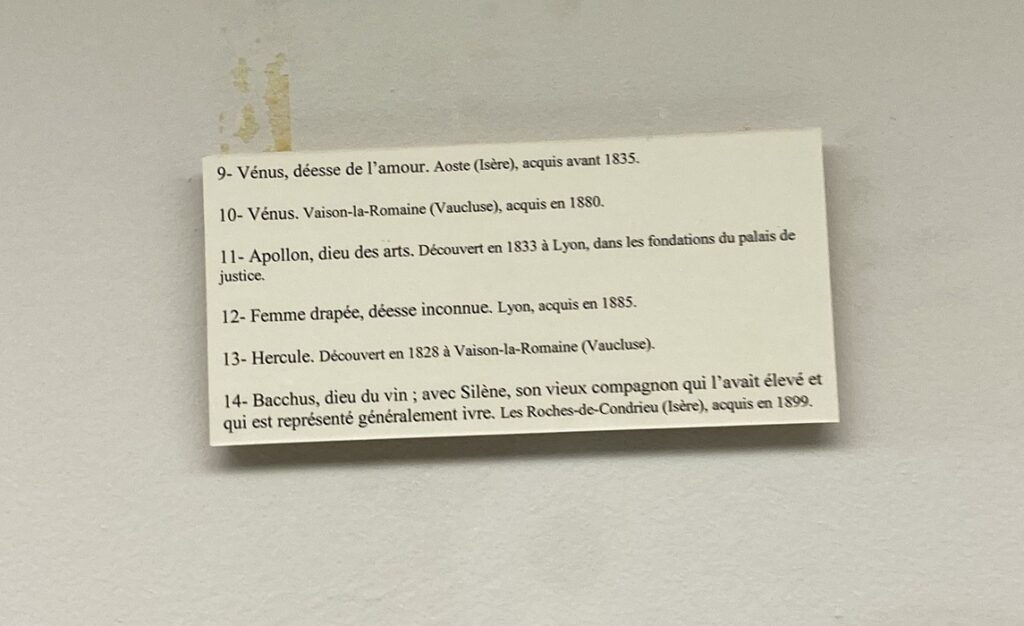 9- Vénus, déesse de l'amour. Aoste (Isère), acquis avant 1835.
10- Vénus. Vaison-la-Romaine (Vaucluse), acquis en 1880.
11- Apollon, dieu des arts. Découvert en 1833 à Lyon, dans les fondations du palais de
justice.
12- Femme drapée, déesse inconnue. Lyon, acquis en 1885.
13- Hercule. Découvert en 1828 à Vaison-la-Romaine (Vaucluse).
14- Bacchus, dieu du vin ; avec Silène, son vieux compagnon qui l'avait élevé et
qui est représenté généralement ivre. Les Roches-de-Condrieu (Isère), acquis en 1899.